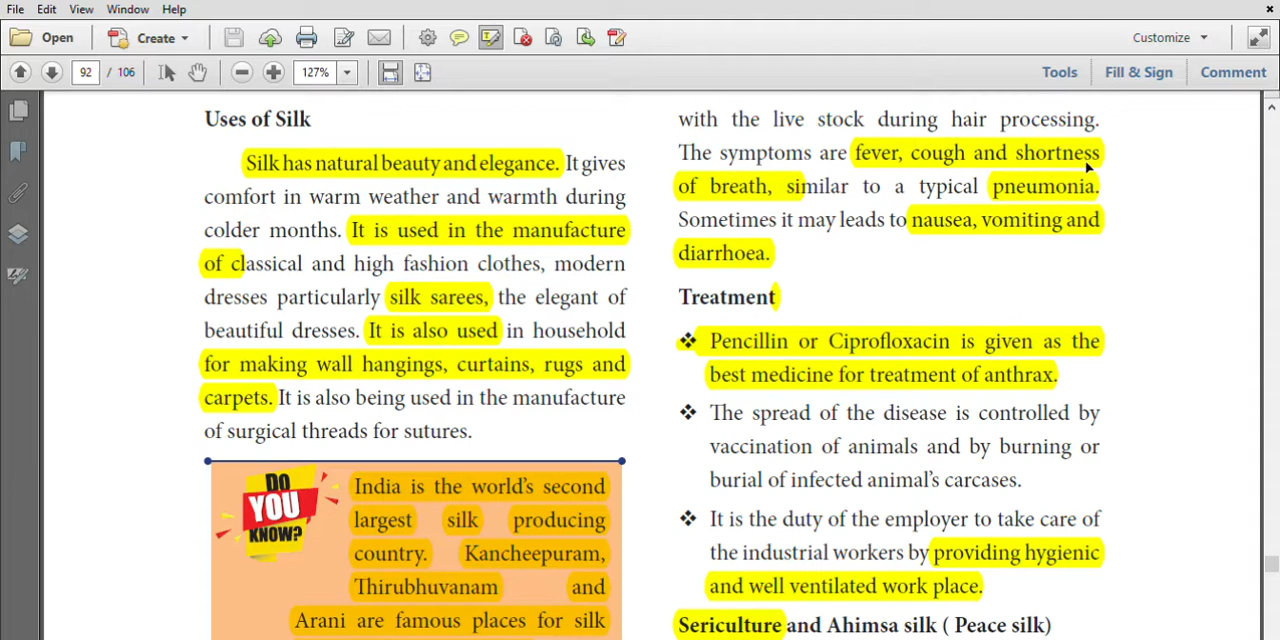 File Edit View Window Help
Open Create Customize
92 / 106 127% Tools Fill & Sign Comment
Uses of Silk
Silk has natural beauty and elegance. It gives
comfort in warm weather and warmth during
colder months. It is used in the manufacture
of classical and high fashion clothes, modern
dresses particularly silk sarees, the elegant of
beautiful dresses. It is also used in household
for making wall hangings, curtains, rugs and
carpets. It is also being used in the manufacture
of surgical threads for sutures.
DO
YOU
KNOW?
India is the world's second
largest silk producing
country. Kancheepuram,
Thirubhuvanam and
Arani are famous places for silk
with the live stock during hair processing.
The symptoms are fever, cough and shortness
of breath, similar to a typical pneumonia.
Sometimes it may leads to nausea, vomiting and
diarrhoea.
Treatment
❖ Pencillin or Ciprofloxacin is given as the
best medicine for treatment of anthrax.
❖ The spread of the disease is controlled by
vaccination of animals and by burning or
burial of infected animal's carcases.
❖ It is the duty of the employer to take care of
the industrial workers by providing hygienic
and well ventilated work place.
Sericulture and Ahimsa silk ( Peace silk)